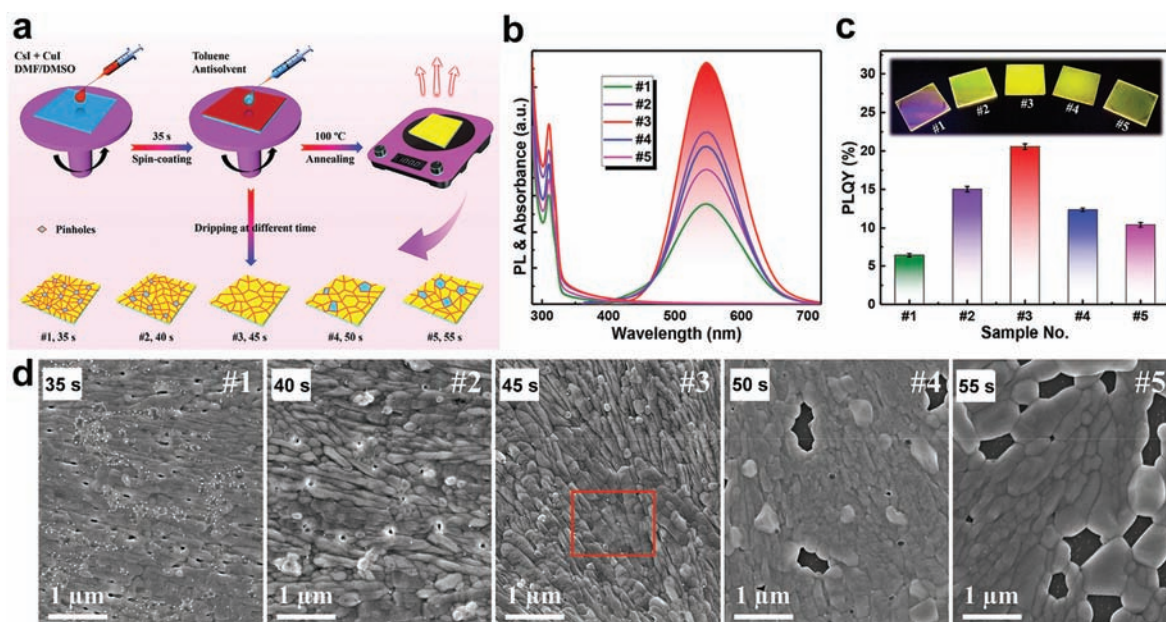 a
CsI + CuI
DMF/DMSO
Toluene
Antisolvent
35 s
Spin-coating
100 °C
Annealing
Pinholes
Dripping at different time
#1, 35 s
#2, 40 s
#3, 45 s
#4, 50 s
#5, 55 s
b
PL & Absorbance (a.u.)
#1
#2
#3
#4
#5
300
400
500
600
700
Wavelength (nm)
c
PLQY (%)
30
25
20
15
10
5
0
#1
#2
#3
#4
#5
#1
#2
#3
#4
#5
Sample No.
d
35 s
#1
1 μm
40 s
#2
1 μm
45 s
#3
1 μm
50 s
#4
1 μm
55 s
#5
1 μm